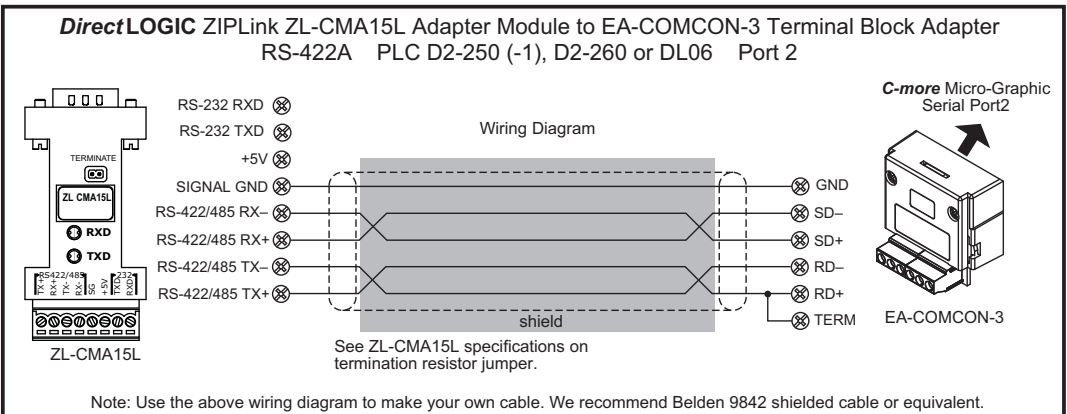 DirectLOGIC ZIPLink ZL-CMA15L Adapter Module to EA-COMCON-3 Terminal Block Adapter
RS-422A PLC D2-250 (-1), D2-260 or DL06 Port 2
C-more Micro-Graphic
Serial Port2
RS-232 RXD
RS-232 TXD
Wiring Diagram
+5V
TERMINATE
SIGNAL GND
GND
ZL CMA15L
RS-422/485 RX–
SD–
RXD
RS-422/485 RX+
SD+
TXD
RS-422/485 TX–
RD–
RS422/485
232
TX+
RX+
TX-
RX-
SG
+5V
TXD
RXD
RS-422/485 TX+
RD+
shield
TERM
EA-COMCON-3
ZL-CMA15L
See ZL-CMA15L specifications on
termination resistor jumper.
Note: Use the above wiring diagram to make your own cable. We recommend Belden 9842 shielded cable or equivalent.